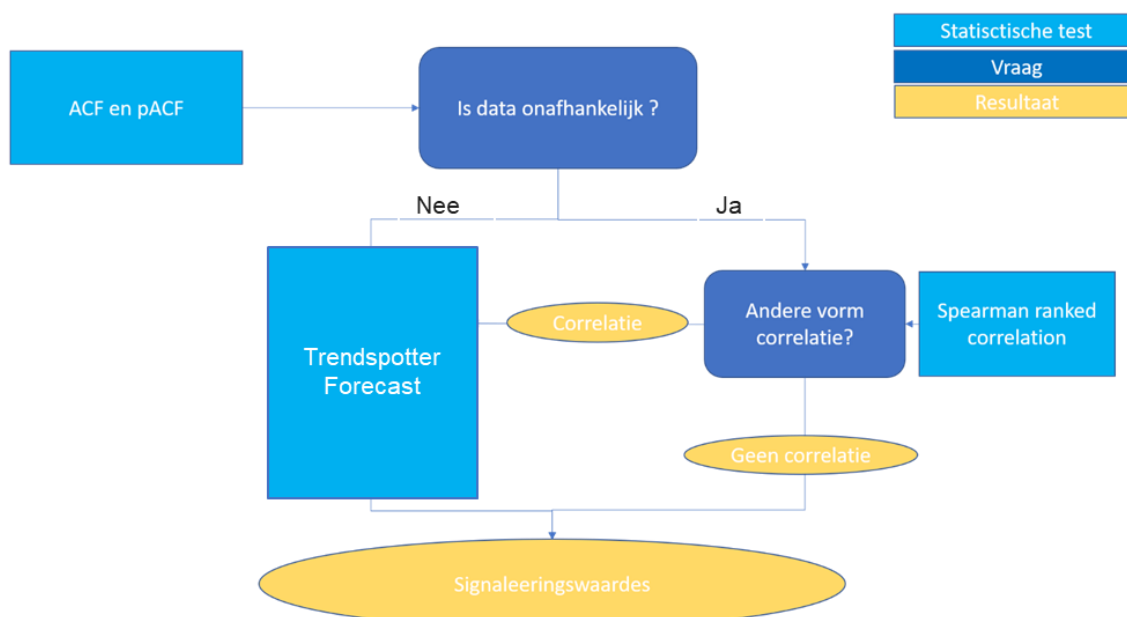 Statisctische test
Vraag
Resultaat
ACF en pACF
Is data onafhankelijk ?
Nee
Ja
Trendspotter
Forecast
Correlatie
Andere vorm
correlatie?
Spearman ranked
correlation
Geen correlatie
Signaleeringswaardes